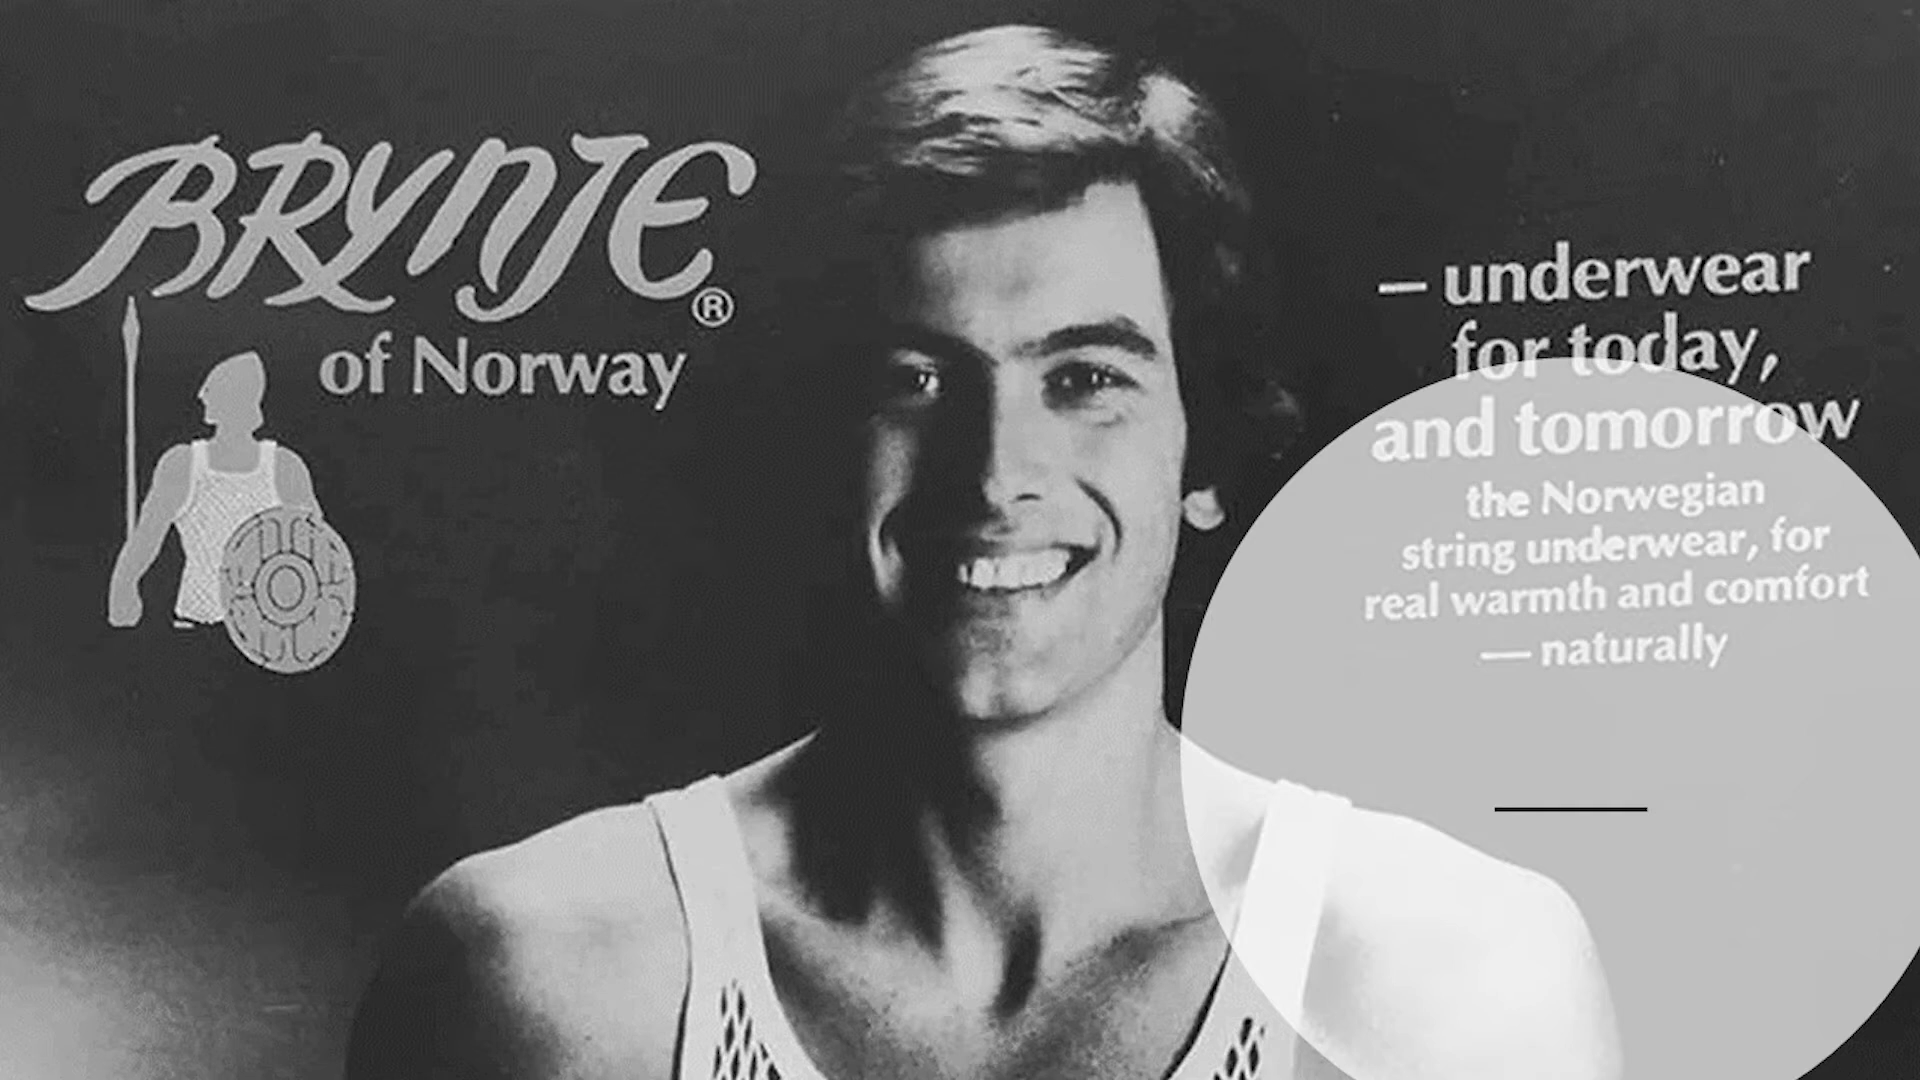 BRYNJE®
of Norway
— underwear
for today,
and tomorrow
the Norwegian
string underwear, for
real warmth and comfort
— naturally